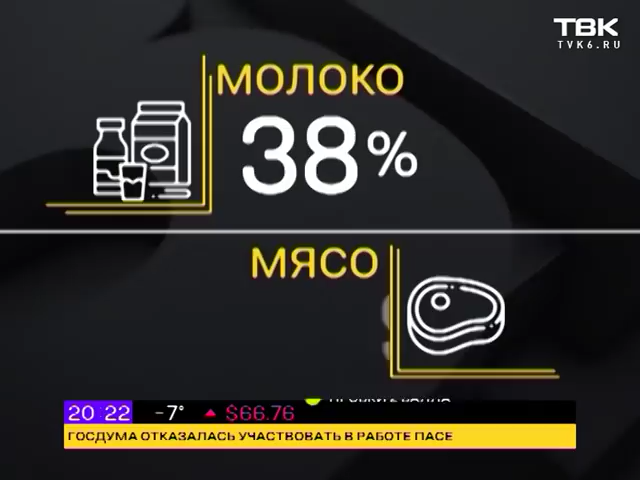 ТВК
TVK6.RU
МОЛОКО
38%
МЯСО
20 22 -7° $66.76
ГОСДУМА ОТКАЗАЛАСЬ УЧАСТВОВАТЬ В РАБОТЕ ПАСЕ